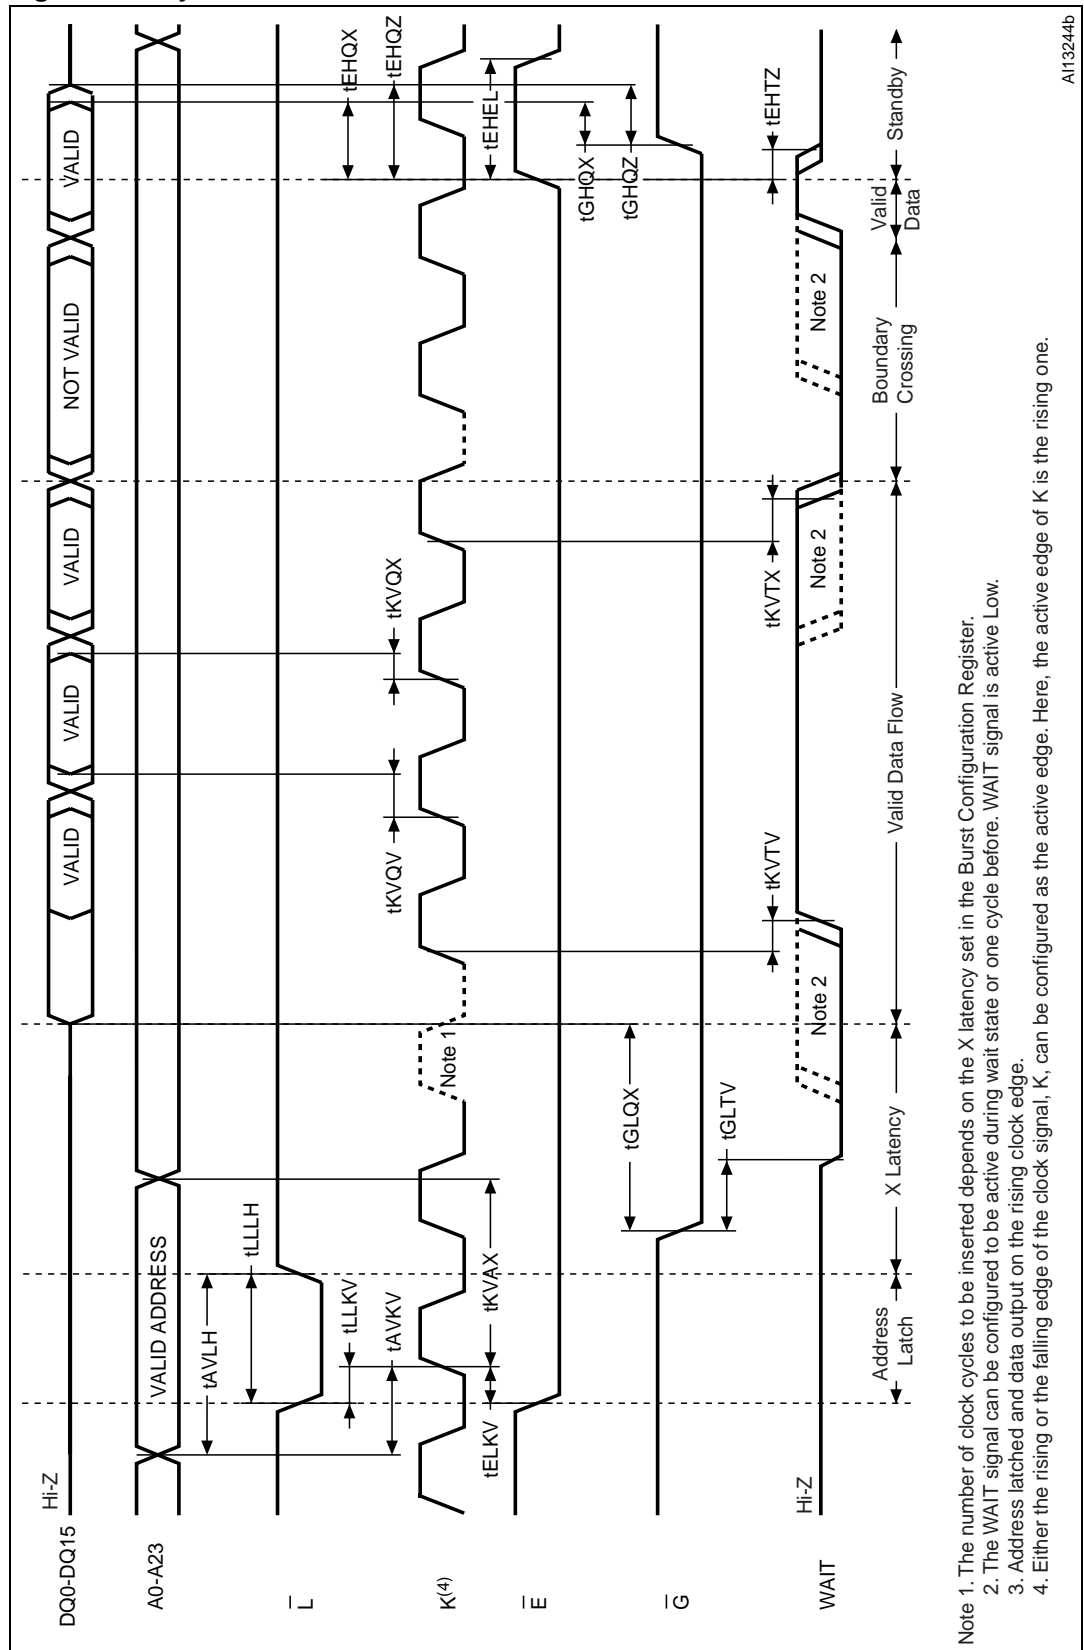 DQ0-DQ15
Hi-Z
VALID
VALID
VALID
NOT VALID
VALID
A0-A23
VALID ADDRESS
tAVLH
L
tLLLH
tLLKV
tAVKV
tEHQX
tEHQZ
K(4)
Note 1
tKVQV
tKVQX
tELKV
tKVAX
tEHEL
E
tGLQX
tGHQX
tGHQZ
G
tGLTV
tKVTV
tKVTX
tEHTZ
WAIT
Hi-Z
Note 2
Note 2
Note 2
Address
Latch
X Latency
Valid Data Flow
Boundary
Crossing
Valid
Data
Standby
Note 1. The number of clock cycles to be inserted depends on the X latency set in the Burst Configuration Register.
2. The WAIT signal can be configured to be active during wait state or one cycle before. WAIT signal is active Low.
3. Address latched and data output on the rising clock edge.
4. Either the rising or the falling edge of the clock signal, K, can be configured as the active edge. Here, the active edge of K is the rising one.
AI13244b